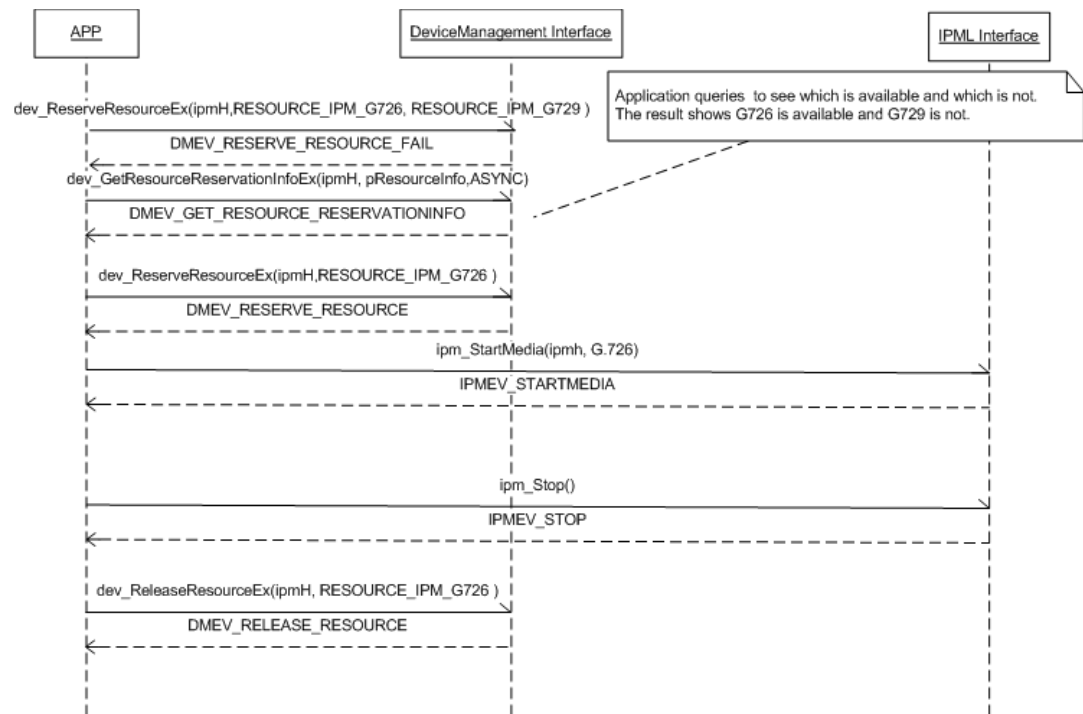 APP
DeviceManagement Interface
IPML Interface
Application queries to see which is available and which is not.
The result shows G726 is available and G729 is not.
dev_ReserveResourceEx(ipmH,RESOURCE_IPM_G726, RESOURCE_IPM_G729 )
DMEV_RESERVE_RESOURCE_FAIL
dev_GetResourceReservationInfoEx(ipmH, pResourceInfo,ASYNC)
DMEV_GET_RESOURCE_RESERVATIONINFO
dev_ReserveResourceEx(ipmH,RESOURCE_IPM_G726 )
DMEV_RESERVE_RESOURCE
ipm_StartMedia(ipmh, G.726)
IPMEV_STARTMEDIA
ipm_Stop()
IPMEV_STOP
dev_ReleaseResourceEx(ipmH, RESOURCE_IPM_G726 )
DMEV_RELEASE_RESOURCE